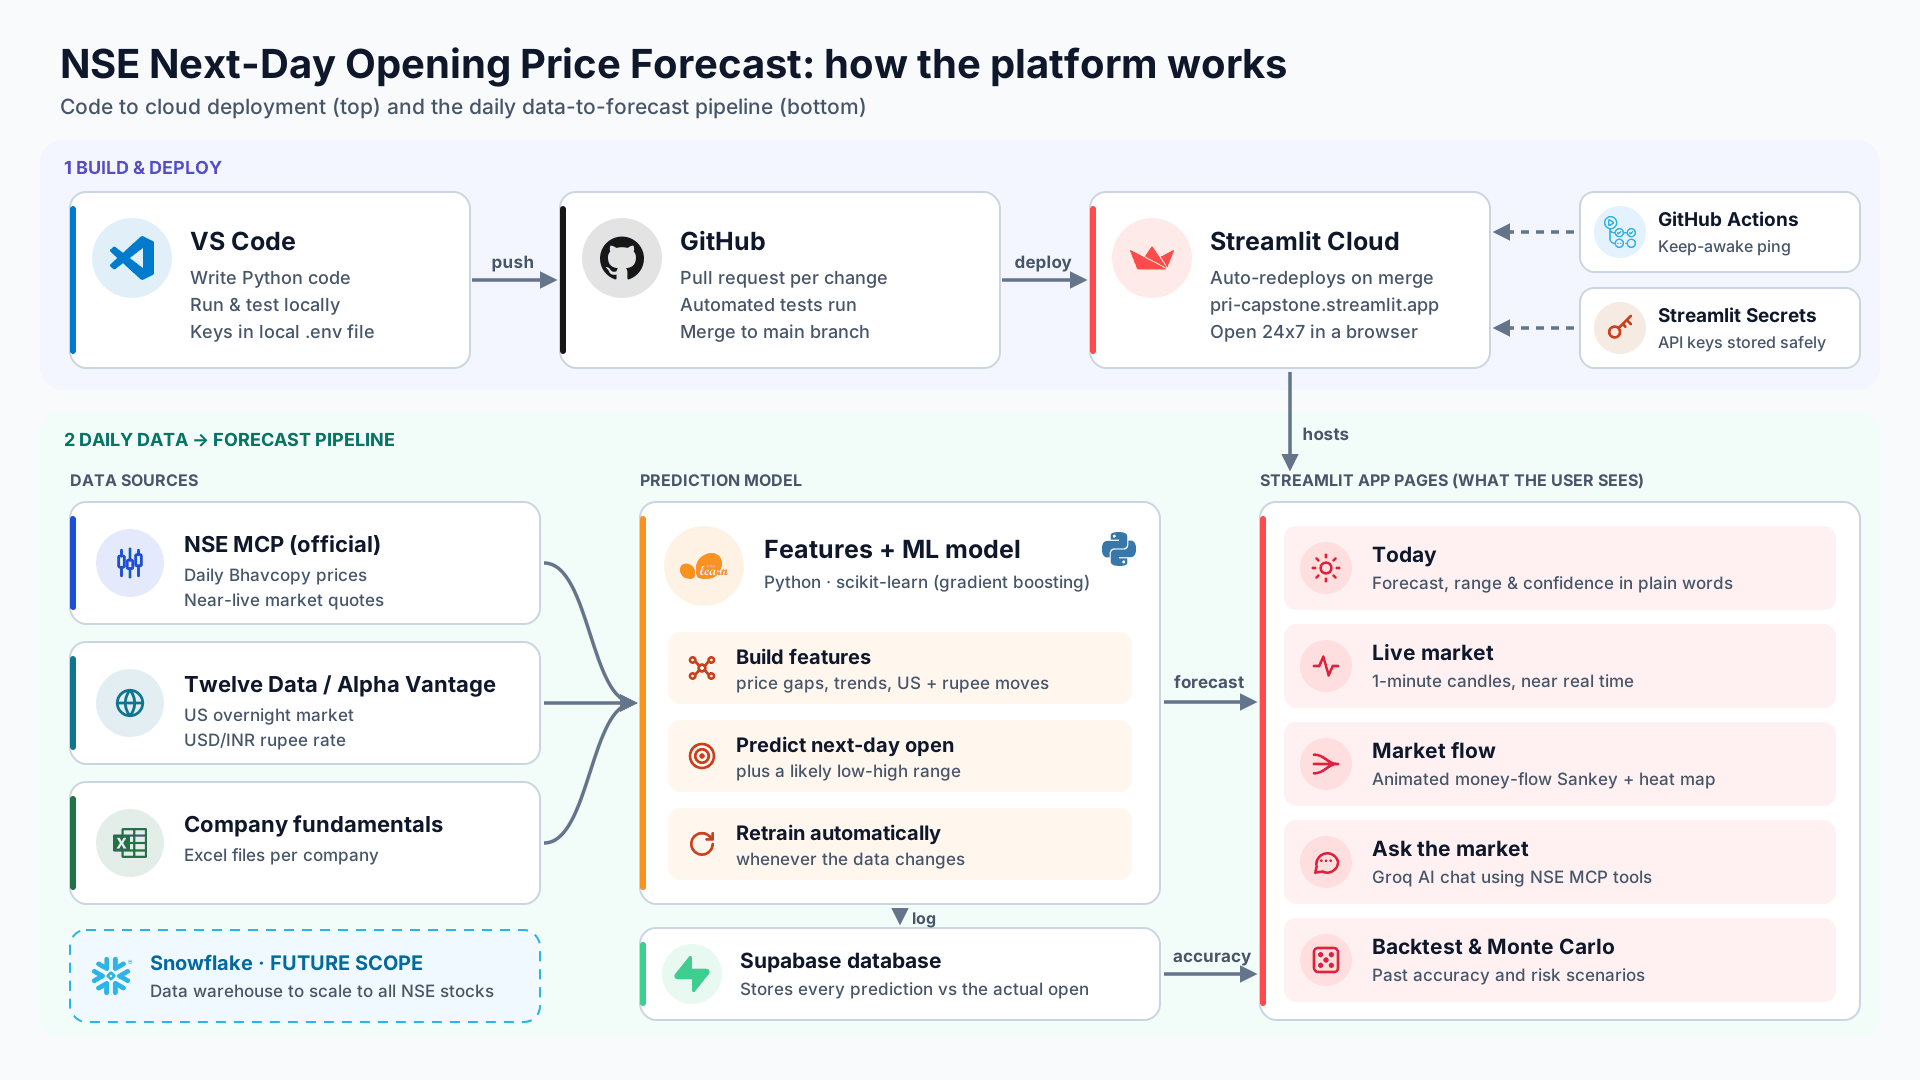 NSE Next-Day Opening Price Forecast: how the platform works
Code to cloud deployment (top) and the daily data-to-forecast pipeline (bottom)
1 BUILD & DEPLOY
VS Code
Write Python code
Run & test locally
Keys in local .env file
push
GitHub
Pull request per change
Automated tests run
Merge to main branch
deploy
Streamlit Cloud
Auto-redeploys on merge
pri-capstone.streamlit.app
Open 24x7 in a browser
GitHub Actions
Keep-awake ping
Streamlit Secrets
API keys stored safely
hosts
2 DAILY DATA → FORECAST PIPELINE
DATA SOURCES
NSE MCP (official)
Daily Bhavcopy prices
Near-live market quotes
Twelve Data / Alpha Vantage
US overnight market
USD/INR rupee rate
X
Company fundamentals
Excel files per company
Snowflake · FUTURE SCOPE
Data warehouse to scale to all NSE stocks
PREDICTION MODEL
learn
Features + ML model
Python · scikit-learn (gradient boosting)
Build features
price gaps, trends, US + rupee moves
Predict next-day open
plus a likely low-high range
Retrain automatically
whenever the data changes
log
Supabase database
Stores every prediction vs the actual open
forecast
accuracy
STREAMLIT APP PAGES (WHAT THE USER SEES)
Today
Forecast, range & confidence in plain words
Live market
1-minute candles, near real time
Market flow
Animated money-flow Sankey + heat map
Ask the market
Groq AI chat using NSE MCP tools
Backtest & Monte Carlo
Past accuracy and risk scenarios